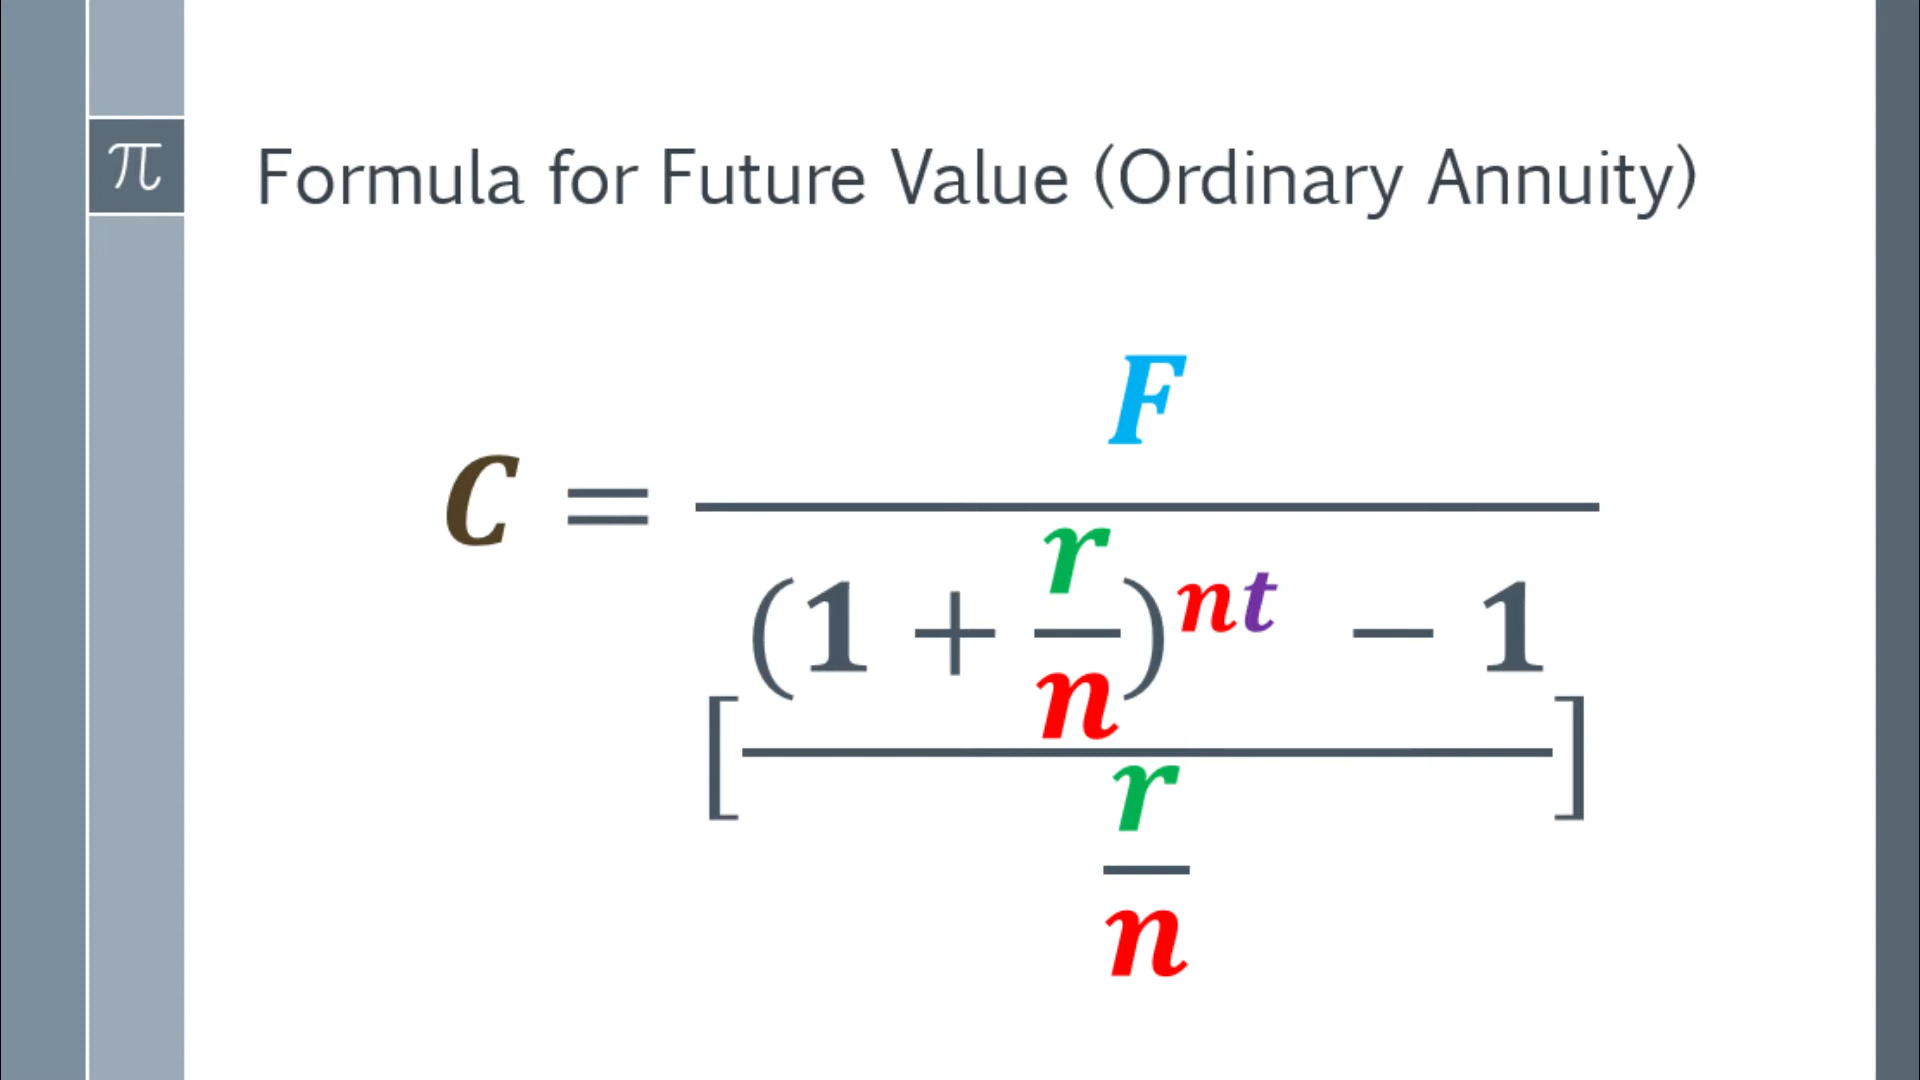 π
Formula for Future Value (Ordinary Annuity)
C = F
(1 + r/n)^nt − 1
[ ]
r
n